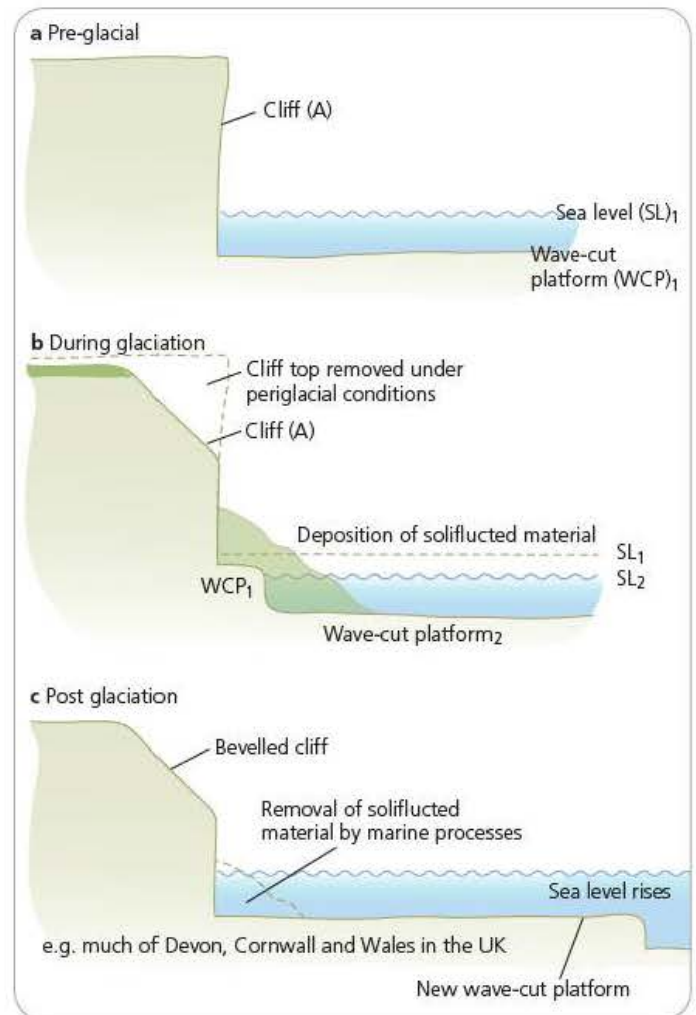 a Pre-glacial
Cliff (A)
Sea level (SL)₁
Wave-cut
platform (WCP)₁
b During glaciation
Cliff top removed under
periglacial conditions
Cliff (A)
Deposition of soliflucted material
SL₁
SL₂
WCP₁
Wave-cut platform₂
c Post glaciation
Bevelled cliff
Removal of soliflucted
material by marine processes
Sea level rises
e.g. much of Devon, Cornwall and Wales in the UK
New wave-cut platform